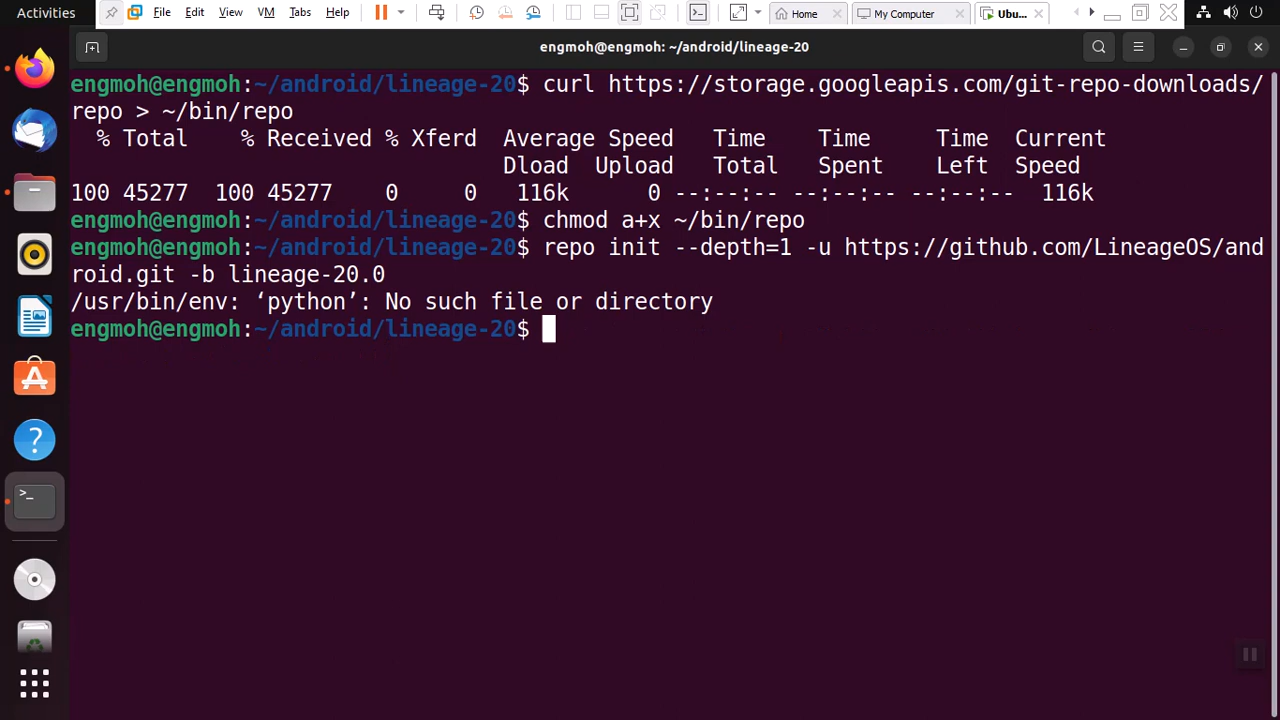 Activities File Edit View VM Tabs Help Home My Computer Ubu...
engmoh@engmoh: ~/android/lineage-20
engmoh@engmoh:~/android/lineage-20$ curl https://storage.googleapis.com/git-repo-downloads/
repo > ~/bin/repo
% Total % Received % Xferd Average Speed Time Time Time Current
Dload Upload Total Spent Left Speed
100 45277 100 45277 0 0 116k 0 --:--:-- --:--:-- --:--:-- 116k
engmoh@engmoh:~/android/lineage-20$ chmod a+x ~/bin/repo
engmoh@engmoh:~/android/lineage-20$ repo init --depth=1 -u https://github.com/LineageOS/and
roid.git -b lineage-20.0
/usr/bin/env: ‘python’: No such file or directory
engmoh@engmoh:~/android/lineage-20$